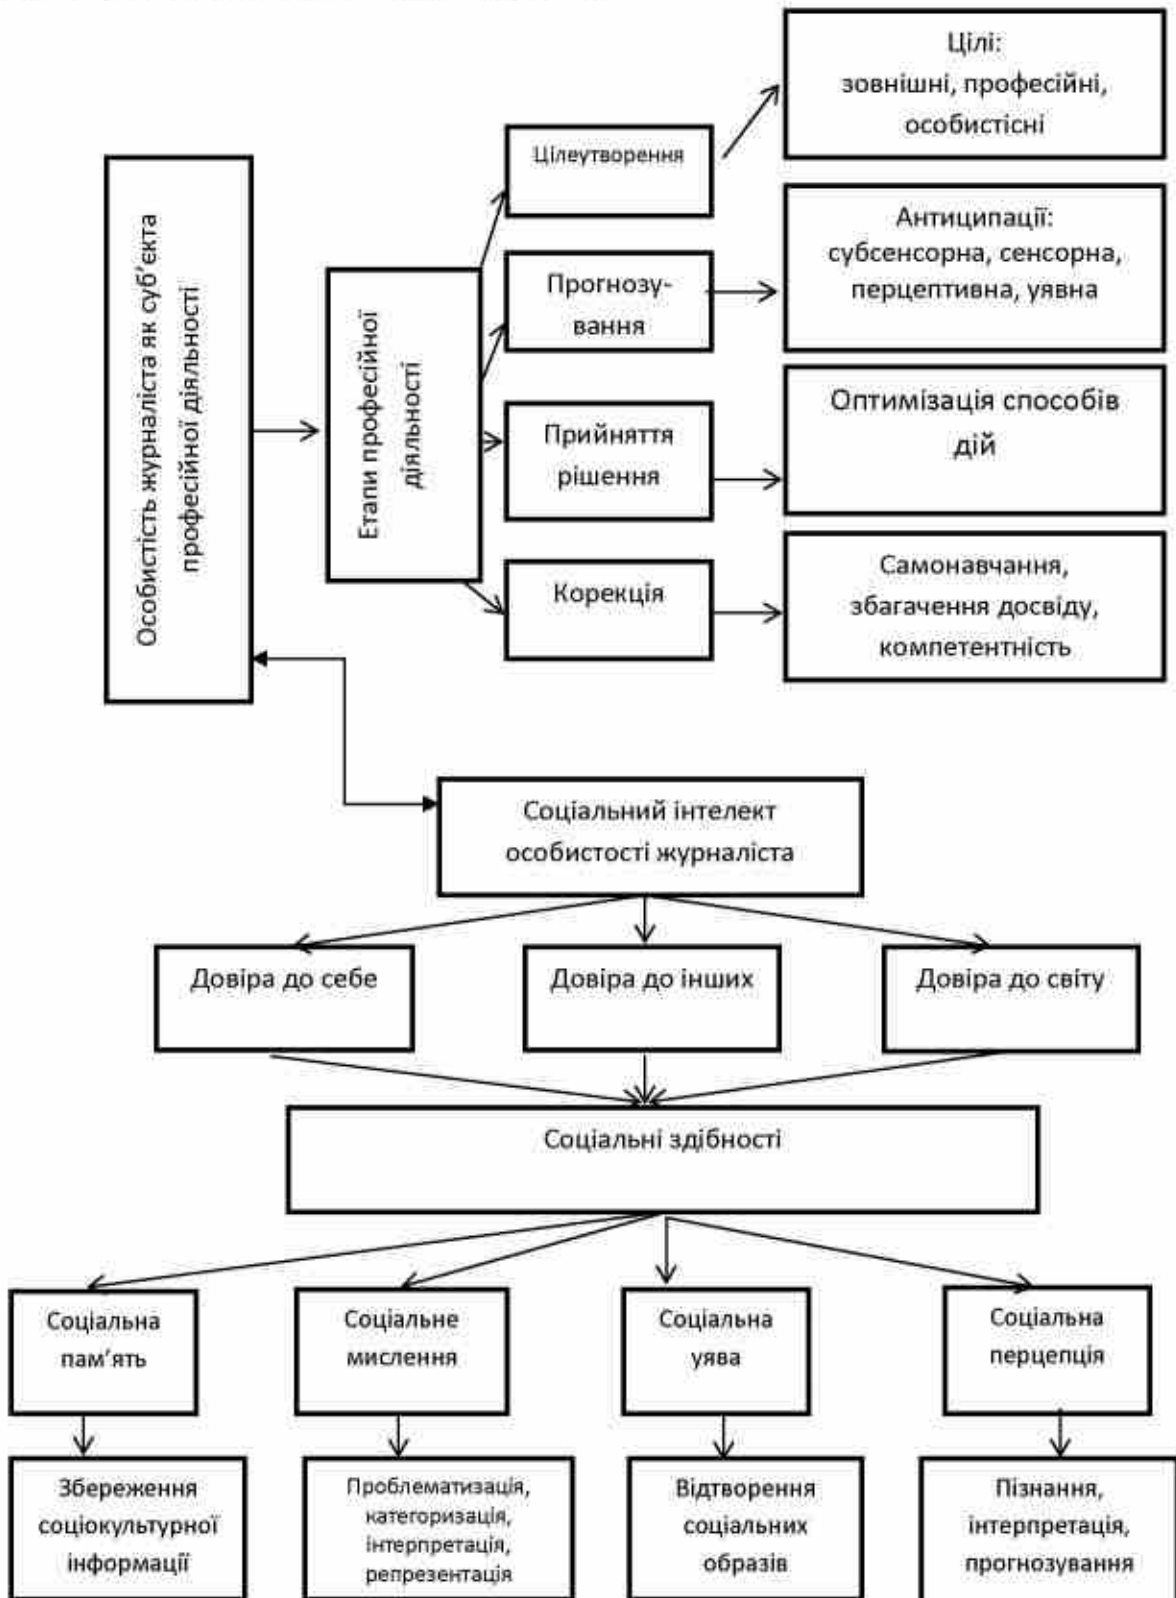 Особистість журналіста як суб'єкта
професійної діяльності
Етапи професійної
діяльності
Цілеутворення
Цілі:
зовнішні, професійні,
особистісні
Прогнозу-
вання
Антиципації:
субсенсорна, сенсорна,
перцептивна, уявна
Прийняття
рішення
Оптимізація способів
дій
Корекція
Самонавчання,
збагачення досвіду,
компетентність
Соціальний інтелект
особистості журналіста
Довіра до себе
Довіра до інших
Довіра до світу
Соціальні здібності
Соціальна
пам'ять
Соціальне
мислення
Соціальна
уява
Соціальна
перцепція
Збереження
соціокультурної
інформації
Проблематизація,
категоризація,
інтерпретація,
репрезентація
Відтворення
соціальних
образів
Пізнання,
інтерпретація,
прогнозування